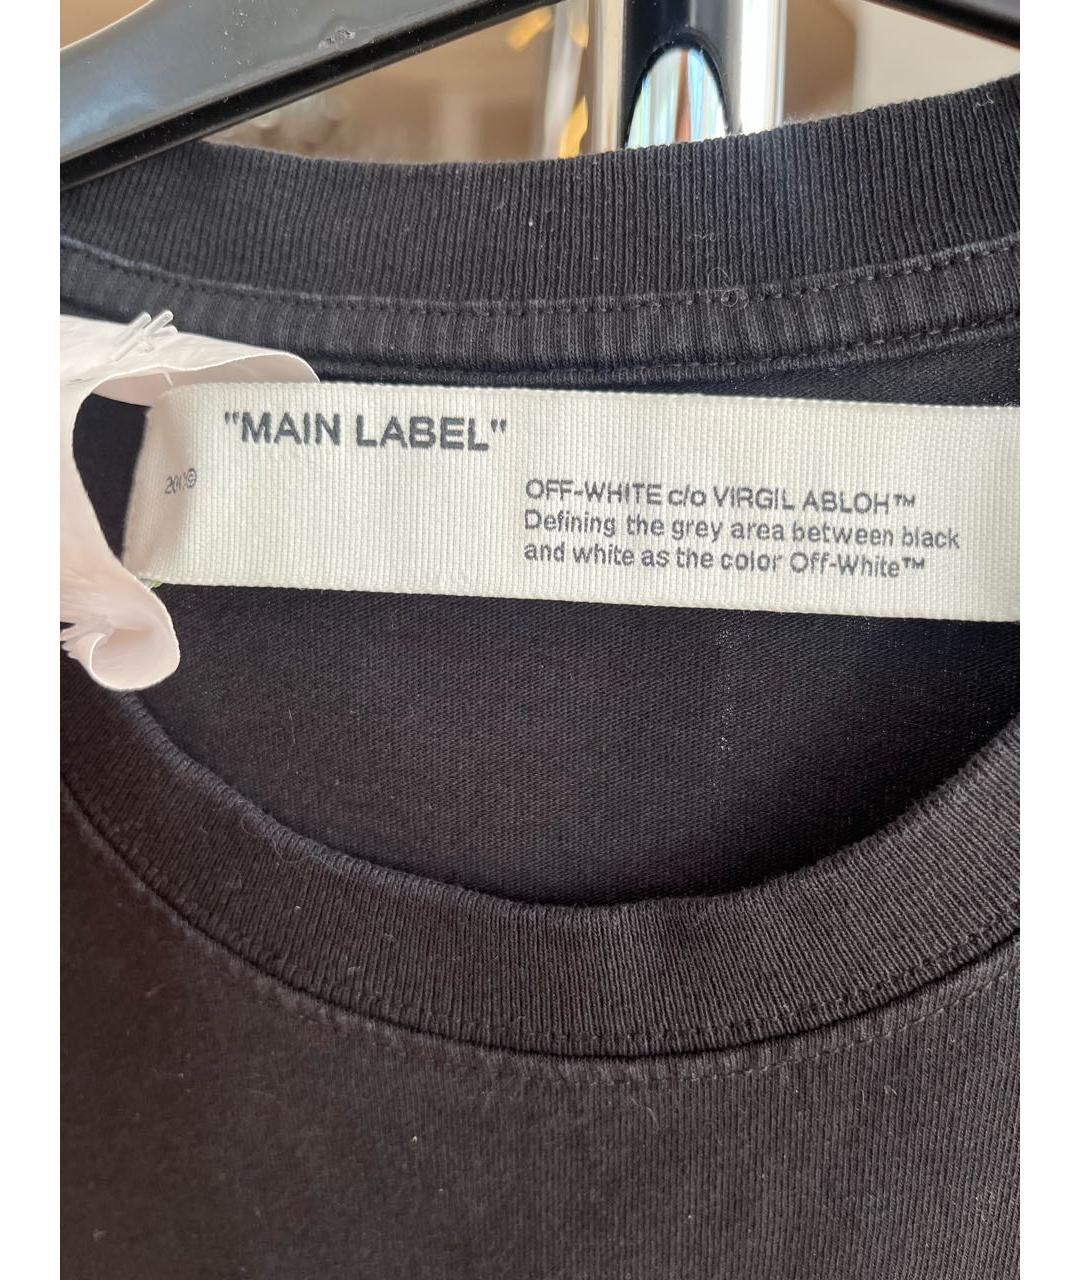 "MAIN LABEL"
OFF-WHITE c/o VIRGIL ABLOH™
Defining the grey area between black
and white as the color Off-White™